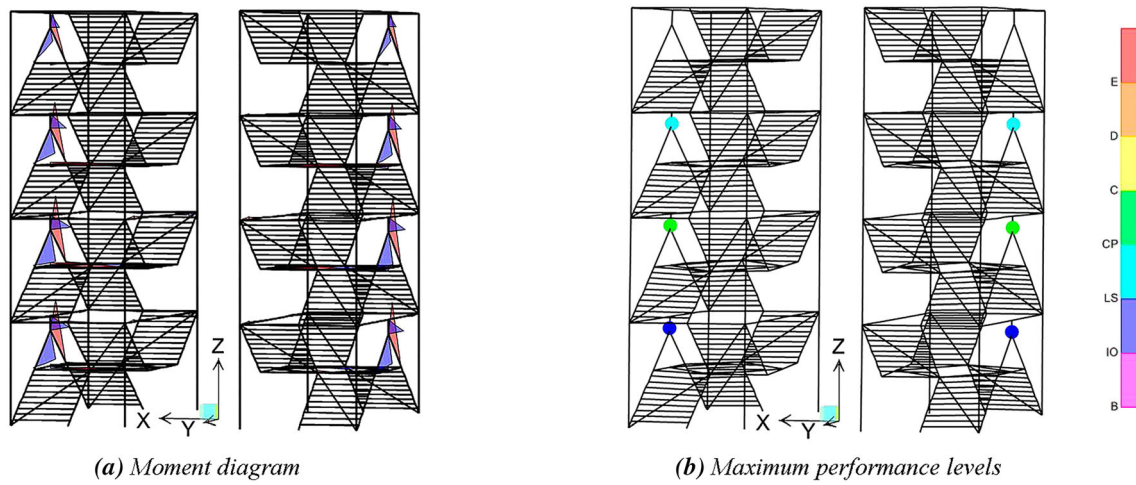 Z
X
Y
(a) Moment diagram
Z
X
Y
(b) Maximum performance levels
E
D
C
CP
LS
IO
B